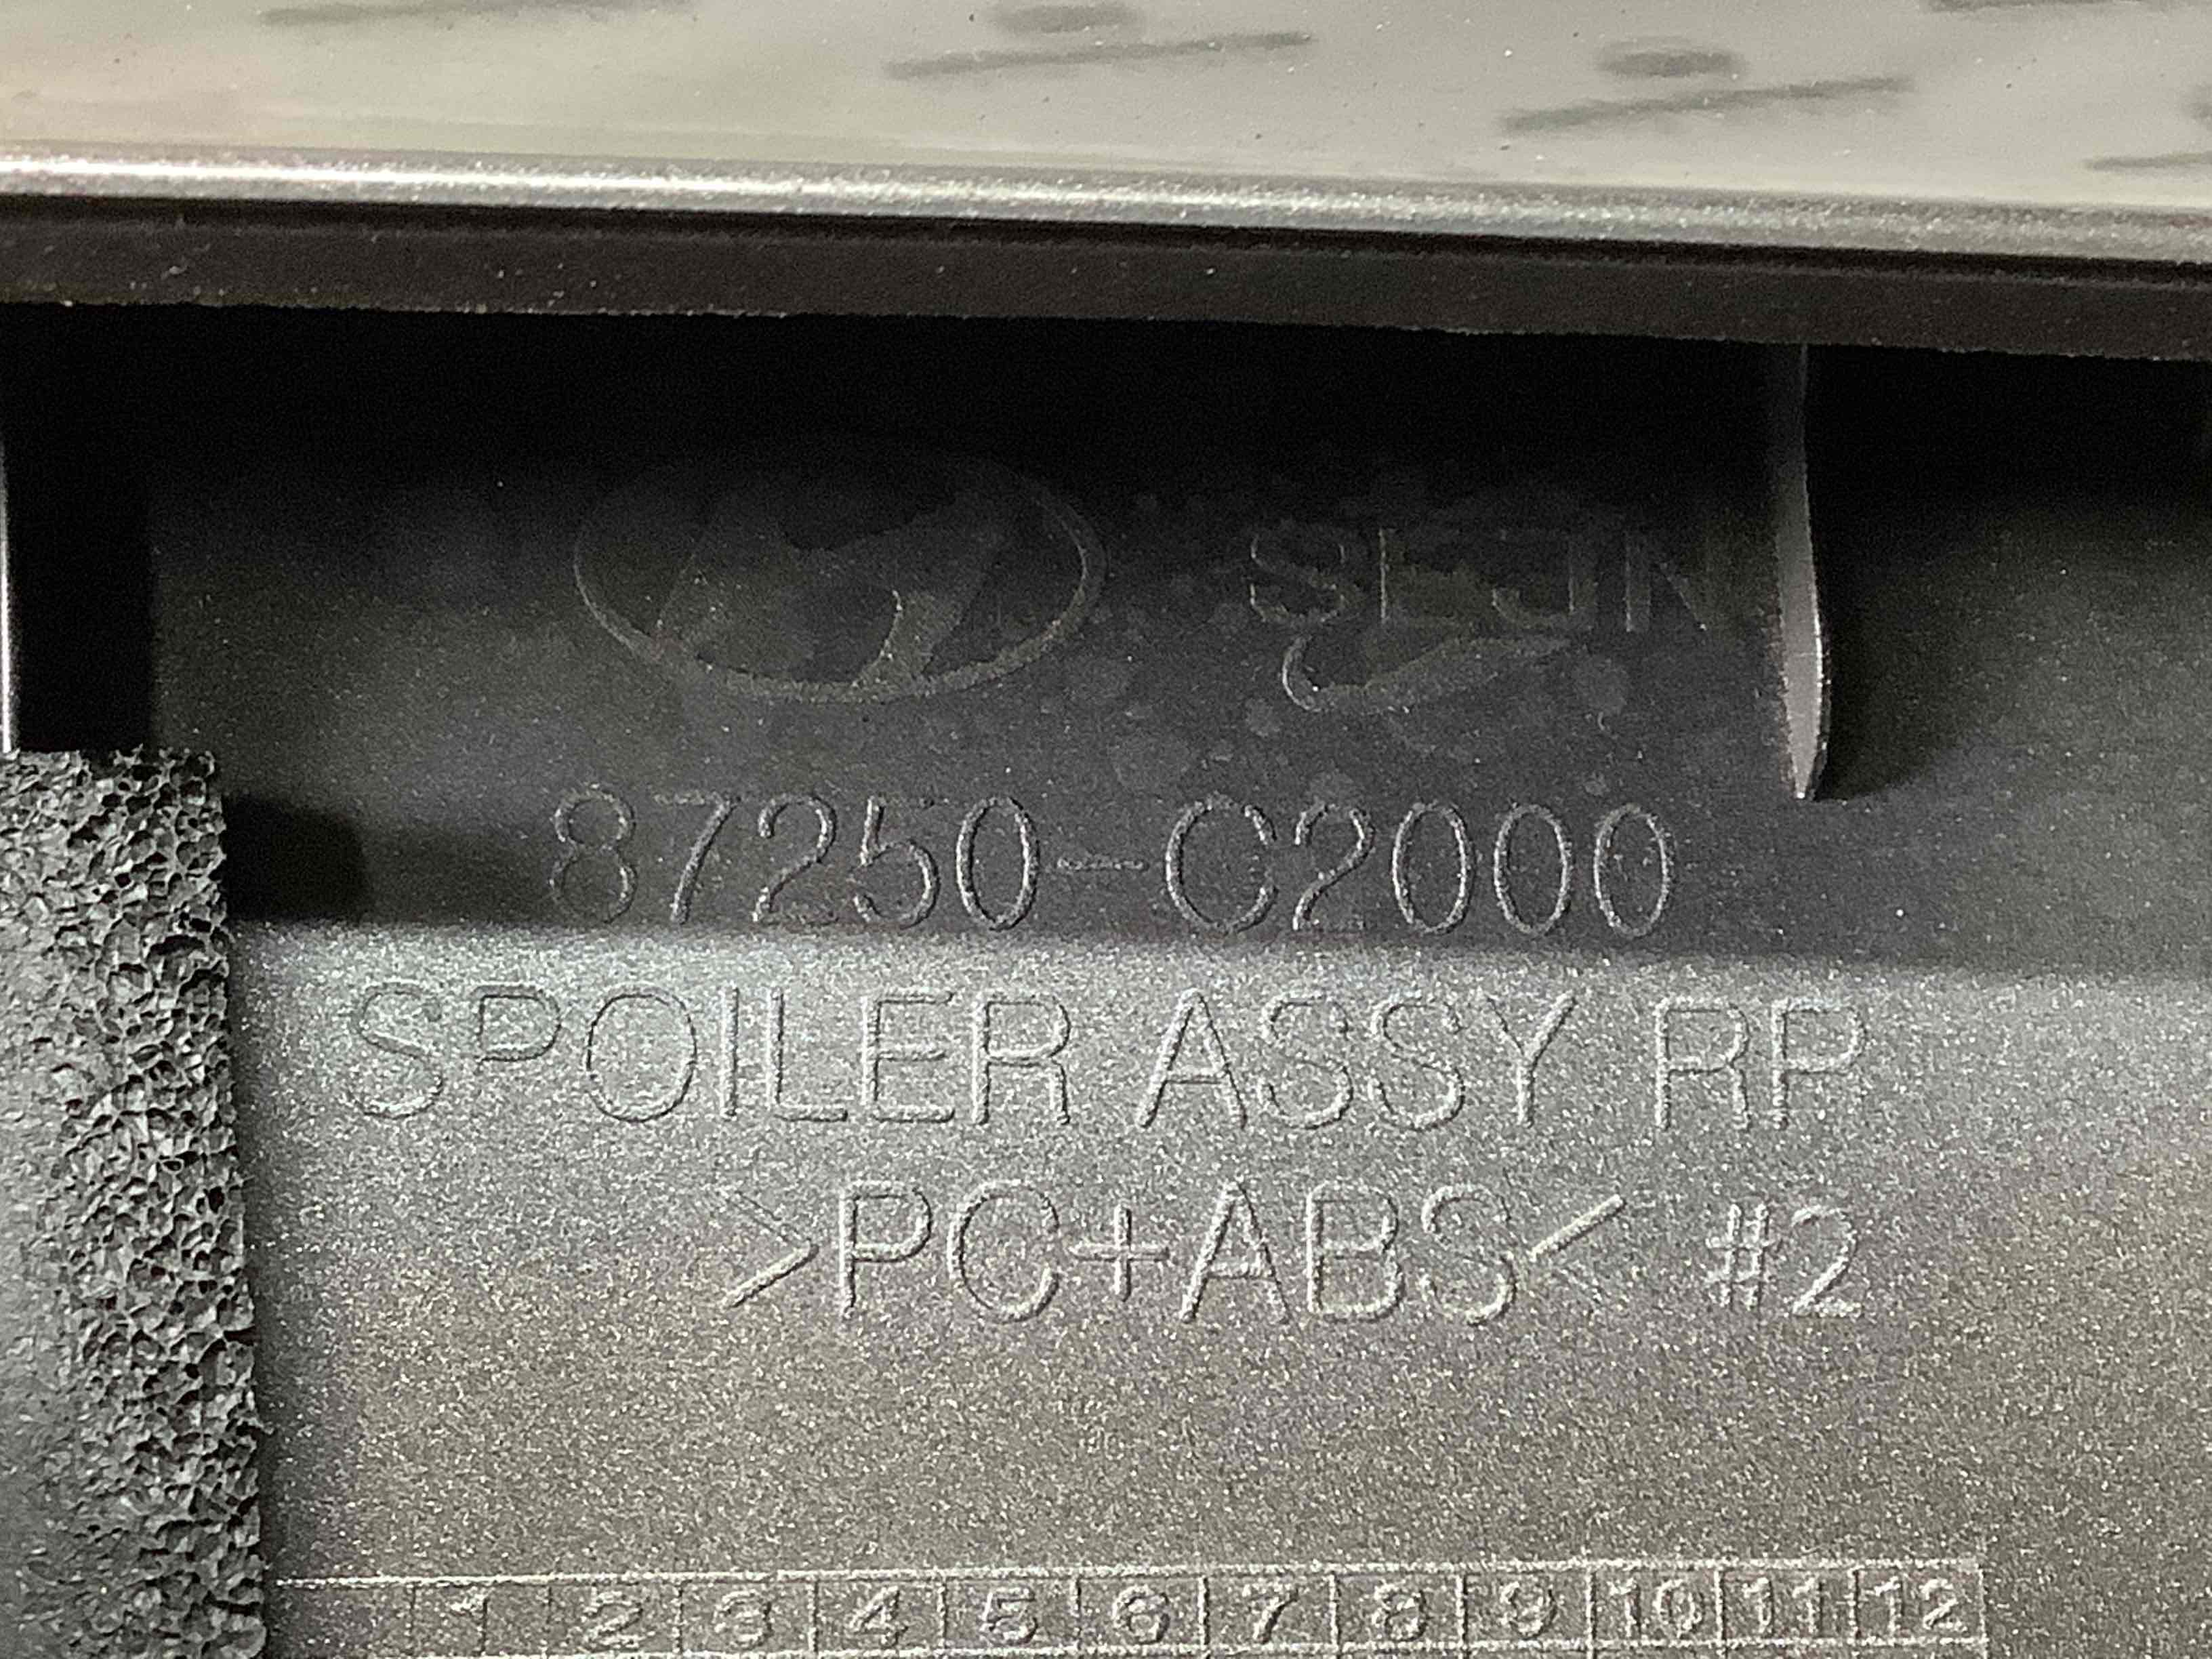 87250-C2000
SPOILER ASSY RR
>PC+ABS< #2
1 2 3 4 5 6 7 8 9 10 11 12